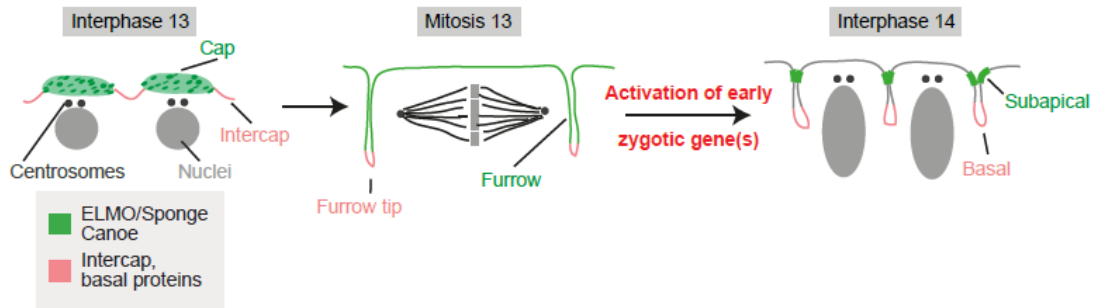 Interphase 13
Mitosis 13
Interphase 14
Cap
Intercap
Centrosomes
Nuclei
Furrow
Furrow tip
Activation of early
zygotic gene(s)
Subapical
Basal
ELMO/Sponge
Canoe
Intercap,
basal proteins